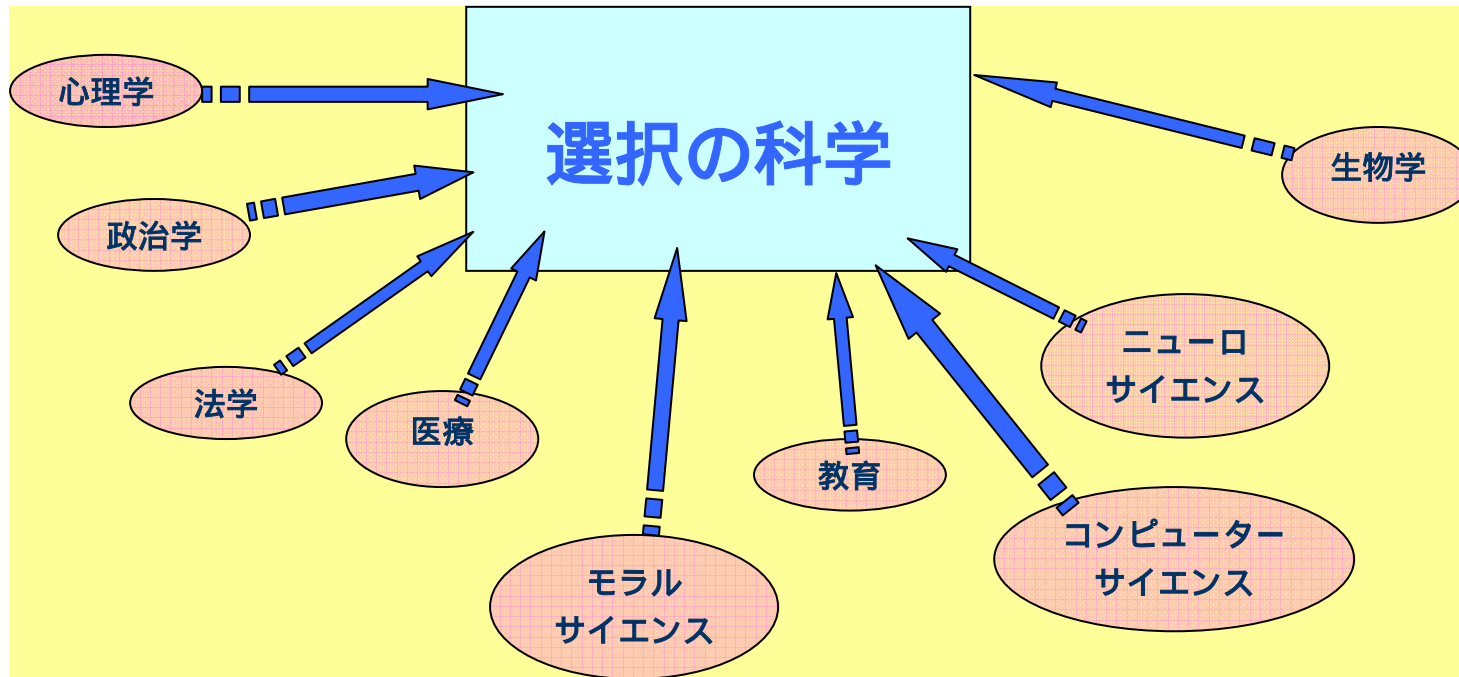 選択の科学
心理学
生物学
政治学
法学
医療
ニューロ
サイエンス
教育
コンピューター
サイエンス
モラル
サイエンス